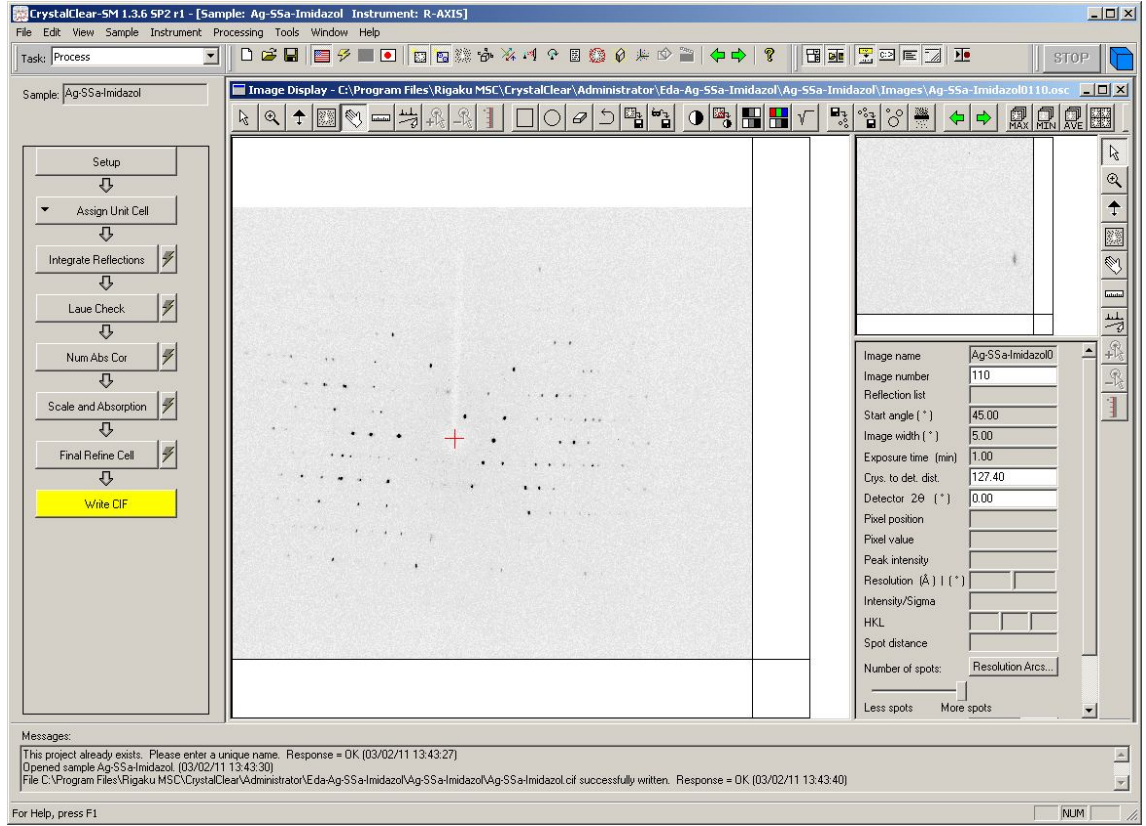 CrystalClear-SM 1.3.6 SP2 r1 - [Sample: Ag-SSa-Imidazol Instrument: R-AXIS]
File Edit View Sample Instrument Processing Tools Window Help
Task: Process
STOP
Sample: Ag-SSa-Imidazol
Image Display - C:\Program Files\Rigaku MSC\CrystalClear\Administrator\Eda-Ag-SSa-Imidazol\Ag-SSa-Imidazol\Images\Ag-SSa-Imidazol0110.osc
MAX MIN AVE
Setup
Assign Unit Cell
Integrate Reflections
Laue Check
Num Abs Cor
Scale and Absorption
Final Refine Cell
Write CIF
Image name Ag-SSa-Imidazol0
Image number 110
Reflection list
Start angle (°) 45.00
Image width (°) 5.00
Exposure time (min) 1.00
Crys. to det. dist. 127.40
Detector 2θ (°) 0.00
Pixel position
Pixel value
Peak intensity
Resolution (Å) | (°)
Intensity/Sigma
HKL
Spot distance
Number of spots: Resolution Arcs...
Less spots More spots
Messages:
This project already exists. Please enter a unique name. Response = OK (03/02/11 13:43:27)
Opened sample Ag-SSa-Imidazol. (03/02/11 13:43:30)
File C:\Program Files\Rigaku MSC\CrystalClear\Administrator\Eda-Ag-SSa-Imidazol\Ag-SSa-Imidazol\Ag-SSa-Imidazol.cif successfully written. Response = OK (03/02/11 13:43:40)
For Help, press F1
NUM